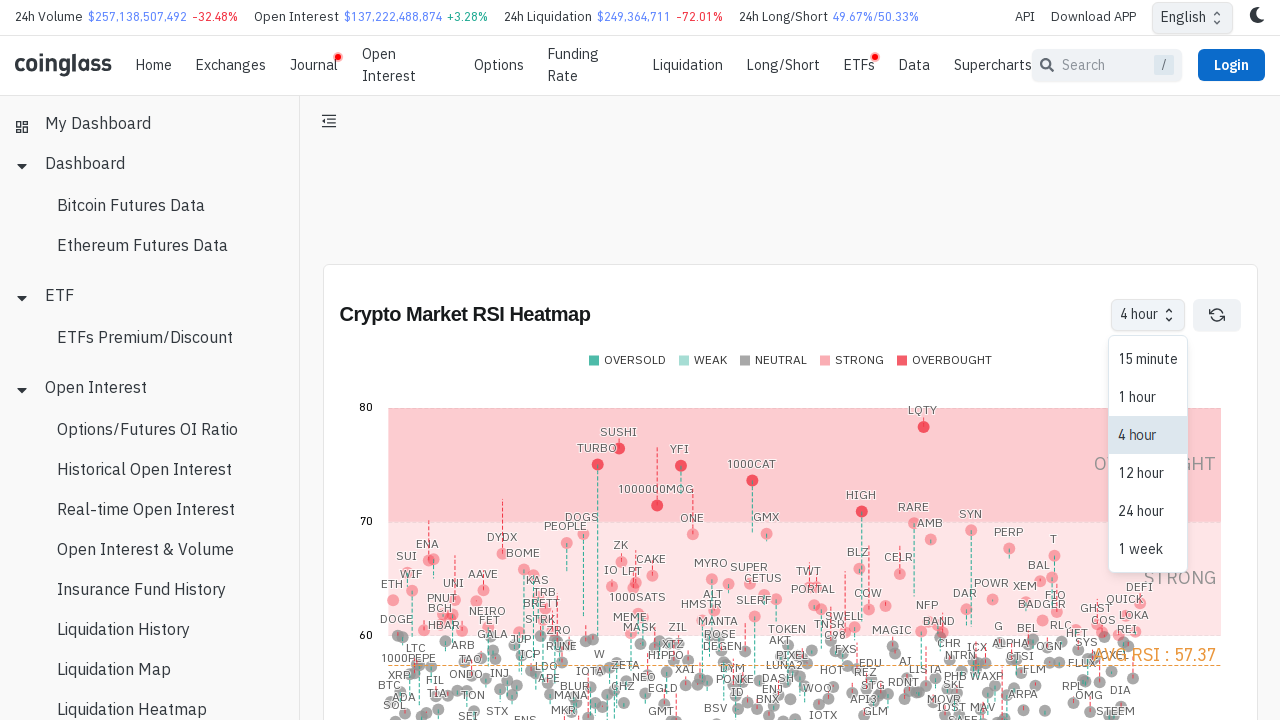 24h Volume $257,138,507,492 -32.48% Open Interest $137,222,488,874 +3.28% 24h Liquidation $249,364,711 -72.01% 24h Long/Short 49.67%/50.33% API Download APP English
coinglass Home Exchanges Journal Open Interest Options Funding Rate Liquidation Long/Short ETFs Data Supercharts Search / Login
My Dashboard
Dashboard
Bitcoin Futures Data
Ethereum Futures Data
ETF
ETFs Premium/Discount
Open Interest
Options/Futures OI Ratio
Historical Open Interest
Real-time Open Interest
Open Interest & Volume
Insurance Fund History
Liquidation History
Liquidation Map
Liquidation Heatmap
Crypto Market RSI Heatmap
4 hour
15 minute
1 hour
4 hour
12 hour
24 hour
1 week
OVERSOLD WEAK NEUTRAL STRONG OVERBOUGHT
80
70
60
STRONG
RSI : 57.37
LQTY
SUSHI
TURBO
YFI
1000CAT
1000000MOG
HIGH
RARE
DOGS
PEOPLE
ONE
GMX
AMB
SYN
DYDX
PERP
T
ENA
BOME
ZK
CAKE
BLZ
CELR
SUI
WIF
MYRO
SUPER
CETUS
TWT
BAL
ETH
UNI
AAVE
KAS
IO
LPT
PORTAL
COW
DAR
POWR
XEM
FIO
DEFI
PNUT
TRB
1000SATS
ALT
HMSTR
SLERF
NFP
BADGER
QUICK
BCH
NEIRO
BRETT
DOGE
HBAR
FET
STRK
MEME
MASK
ZIL
MANTA
TOKEN
SWELL
TNSR
MAGIC
BAND
G
BEL
RLC
GHST
COS
LOKA
REI
GALA
JUP
ZRO
ROSE
AKT
HFT
SYS
LTC
ARB
RUNE
XTZ
DEGEN
PIXEL
FXS
CHR
ICX
ALPHA
OGN
1000PEPE
TAO
ICP
W
HIPPO
LUNA2
EDU
AI
NTRN
CTSI
XRP
HIL
ONDO
INJ
LDO
APE
IOTA
ZETA
NEO
XAI
DYM
PONKE
DASH
HOT
REZ
LISTA
PHB
WAXP
FLM
BTC
ADA
TIA
TON
BLUR
MANA
GHZ
EGLD
ID
ENJ
BNX
WOO
STG
API3
RDNT
SKL
MOVR
ARPA
RPL
OMG
DIA
SOL
SEI
STX
ENS
MKR
GMT
BSV
IOTX
GLM
IOST
MAV
STEEM